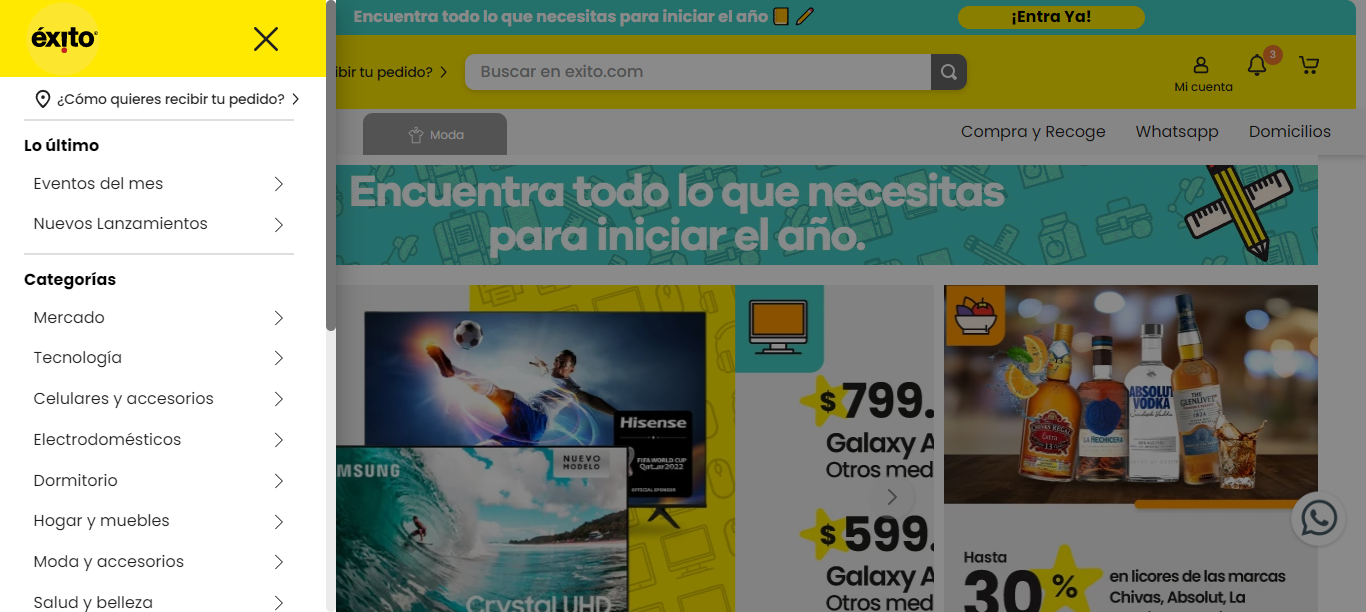 éxito
¿Cómo quieres recibir tu pedido?
Lo último
Eventos del mes
Nuevos Lanzamientos
Categorías
Mercado
Tecnología
Celulares y accesorios
Electrodomésticos
Dormitorio
Hogar y muebles
Moda y accesorios
Salud y belleza
Encuentra todo lo que necesitas para iniciar el año
¡Entra Ya!
ibir tu pedido?
Buscar en exito.com
3
Mi cuenta
Moda
Compra y Recoge
Whatsapp
Domicilios
Encuentra todo lo que necesitas
para iniciar el año.
Hisense
FIFA WORLD CUP
Qatar2022
OFFICIAL SPONSOR
MSUNG
NUEVO
MODELO
Crystal UHD
$799.
Galaxy A
Otros med
$599.
Galaxy A
Otros med
CHIVAS REGAL
Extra
13
LA HECHICERA
ABSOLUT
VODKA
THE
GLENLIVET
1824
Hasta
30%
en licores de las marcas
Chivas, Absolut, La